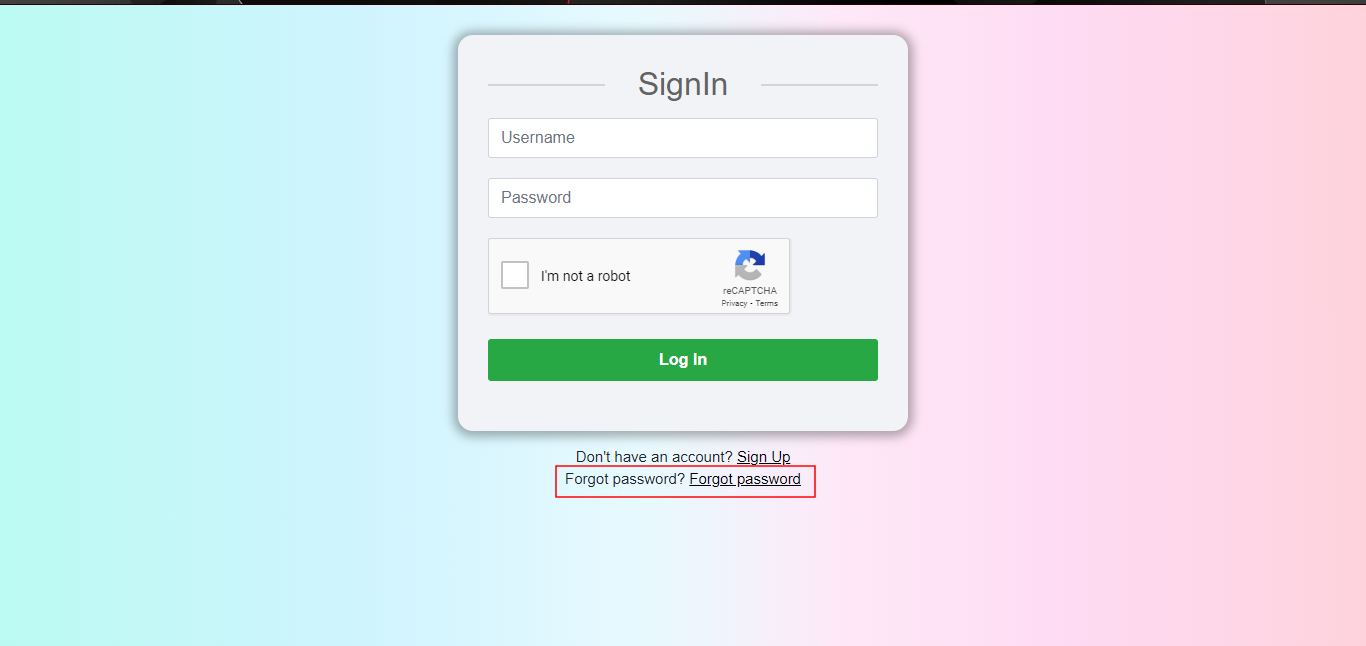 SignIn
Username
Password
I'm not a robot
reCAPTCHA
Privacy - Terms
Log In
Don't have an account? Sign Up
Forgot password? Forgot password